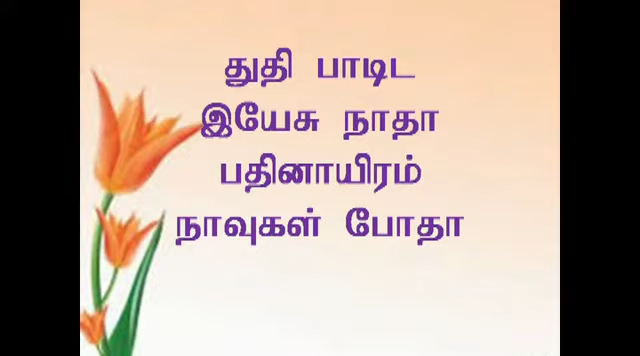 துதி பாடிட
இயேசு நாதா
பதினாயிரம்
நாவுகள் போதா